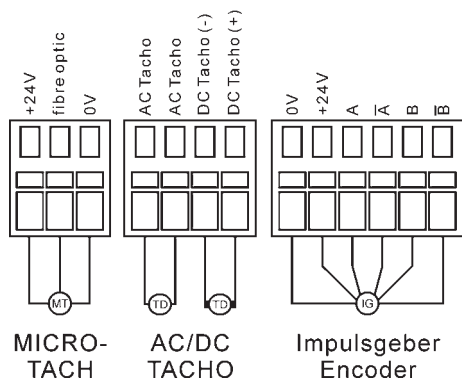 +24V
fibre optic
0V
AC Tacho
AC Tacho
DC Tacho (-)
DC Tacho (+)
0V
+24V
A
A̅
B
B̅
MT
TD
TD
IG
MICRO-
TACH
AC/DC
TACHO
Impulsgeber
Encoder